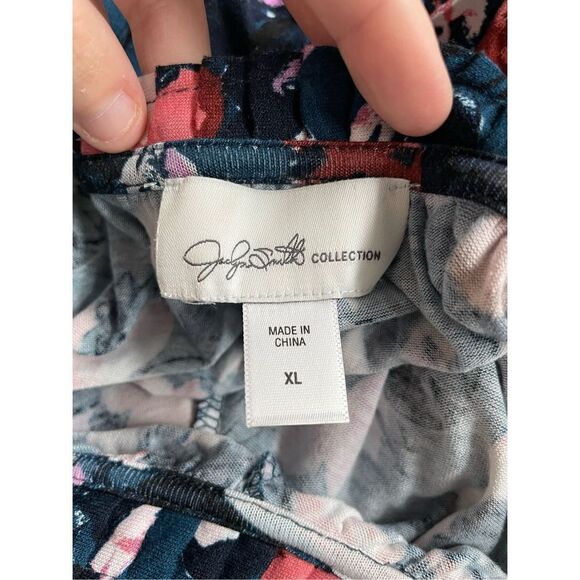 Jaclyn Smith COLLECTION
MADE IN
CHINA
XL